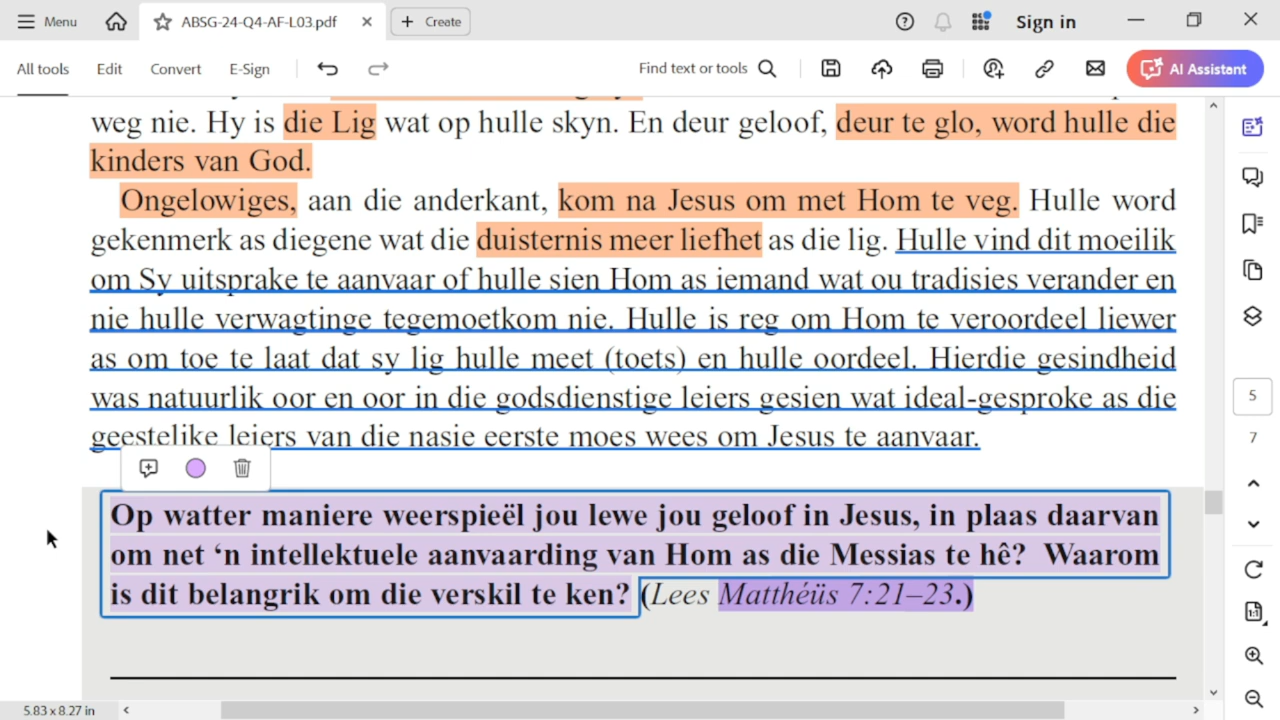 Menu
ABSG-24-Q4-AF-L03.pdf
Create
Sign in
All tools
Edit
Convert
E-Sign
Find text or tools
AI Assistant
weg nie. Hy is die Lig wat op hulle skyn. En deur geloof, deur te glo, word hulle die
kinders van God.
Ongelowiges, aan die anderkant, kom na Jesus om met Hom te veg. Hulle word
gekenmerk as diegene wat die duisternis meer liefhet as die lig. Hulle vind dit moeilik
om Sy uitsprake te aanvaar of hulle sien Hom as iemand wat ou tradisies verander en
nie hulle verwagtinge tegemoetkom nie. Hulle is reg om Hom te veroordeel liewer
as om toe te laat dat sy lig hulle meet (toets) en hulle oordeel. Hierdie gesindheid
was natuurlik oor en oor in die godsdienstige leiers gesien wat ideal-gesproke as die
geestelike leiers van die nasie eerste moes wees om Jesus te aanvaar.
Op watter maniere weerspieël jou lewe jou geloof in Jesus, in plaas daarvan
om net ‘n intellektuele aanvaarding van Hom as die Messias te hê? Waarom
is dit belangrik om die verskil te ken? (Lees Matthéüs 7:21–23.)
5
7
1:1
5.83 x 8.27 in